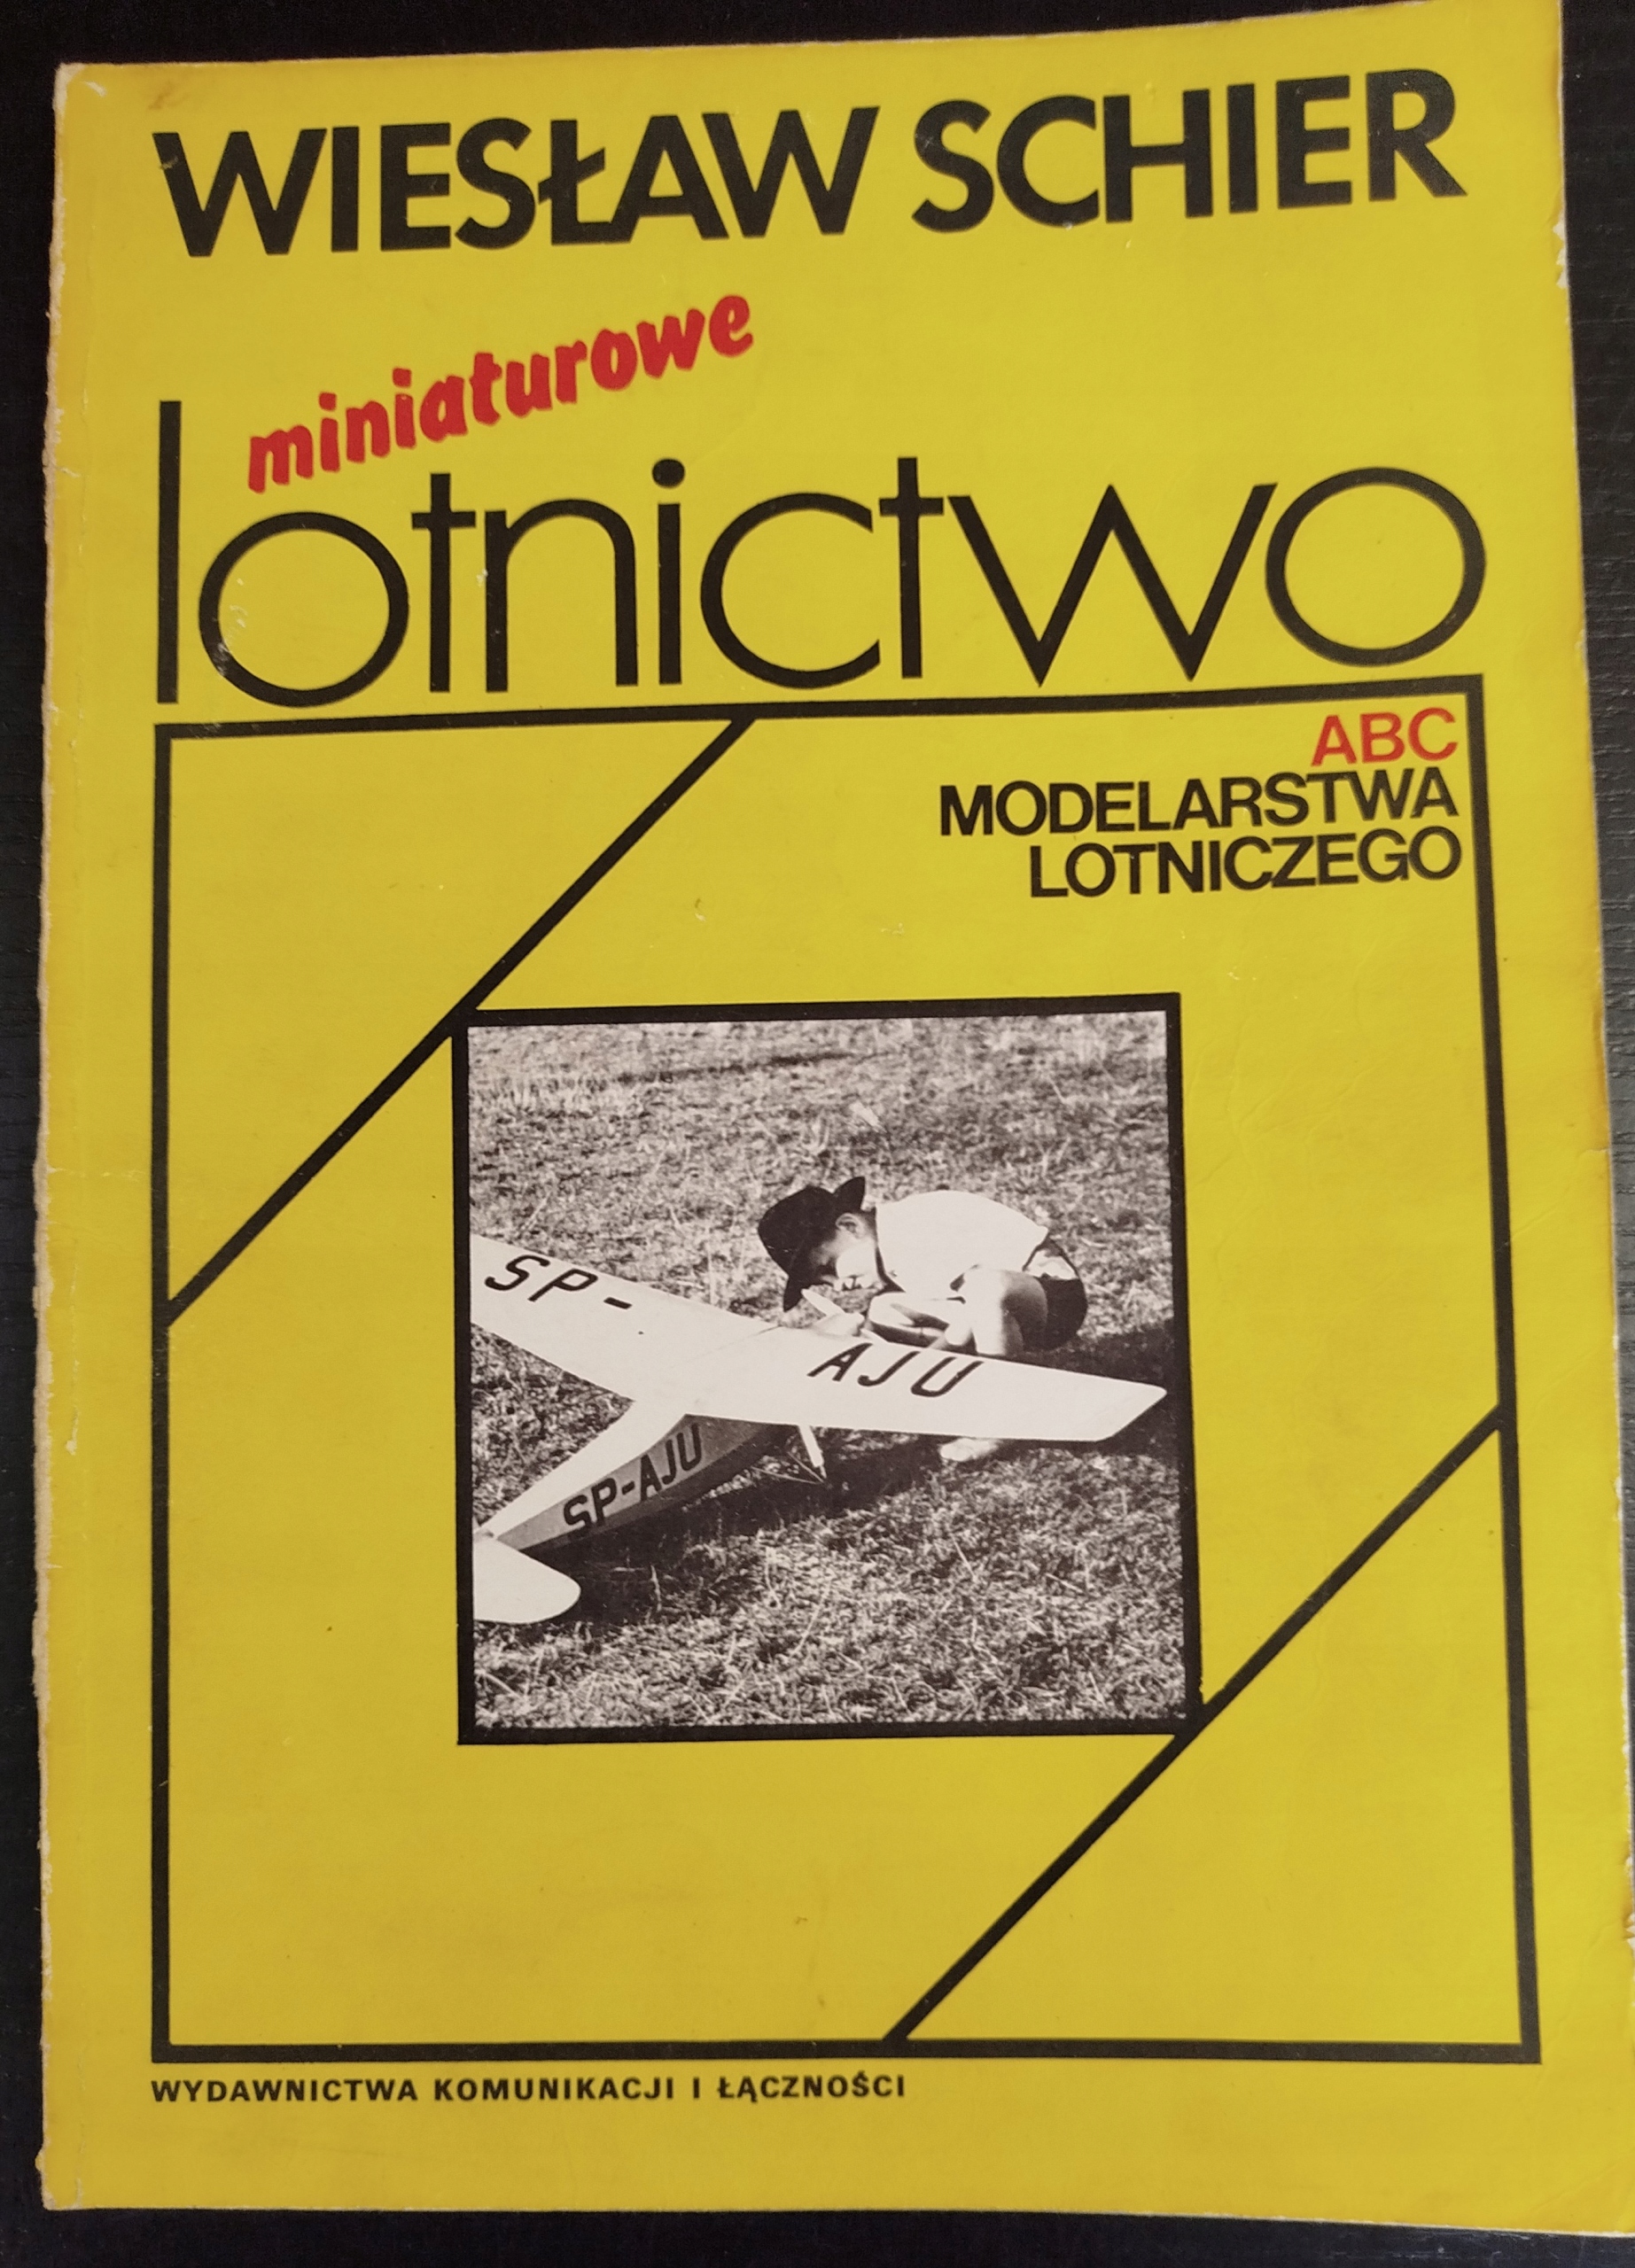 WIESŁAW SCHIER
miniaturowe
lotnictwo
ABC
MODELARSTWA
LOTNICZEGO
SP-
AJU
SP-AJU
WYDAWNICTWA KOMUNIKACJI I ŁĄCZNOŚCI